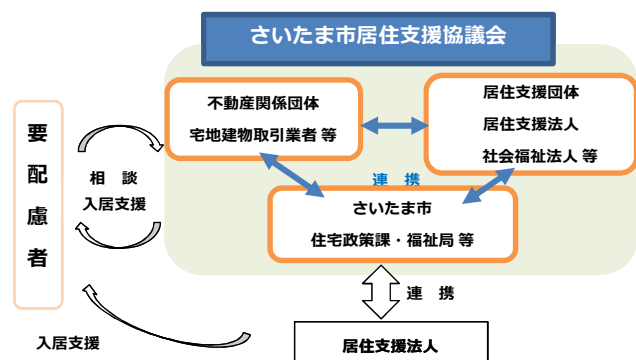 さいたま市居住支援協議会
不動産関係団体
宅地建物取引業者 等
居住支援団体
居住支援法人
社会福祉法人 等
要配慮者
相 談
入居支援
連 携
さいたま市
住宅政策課・福祉局 等
連 携
入居支援
居住支援法人